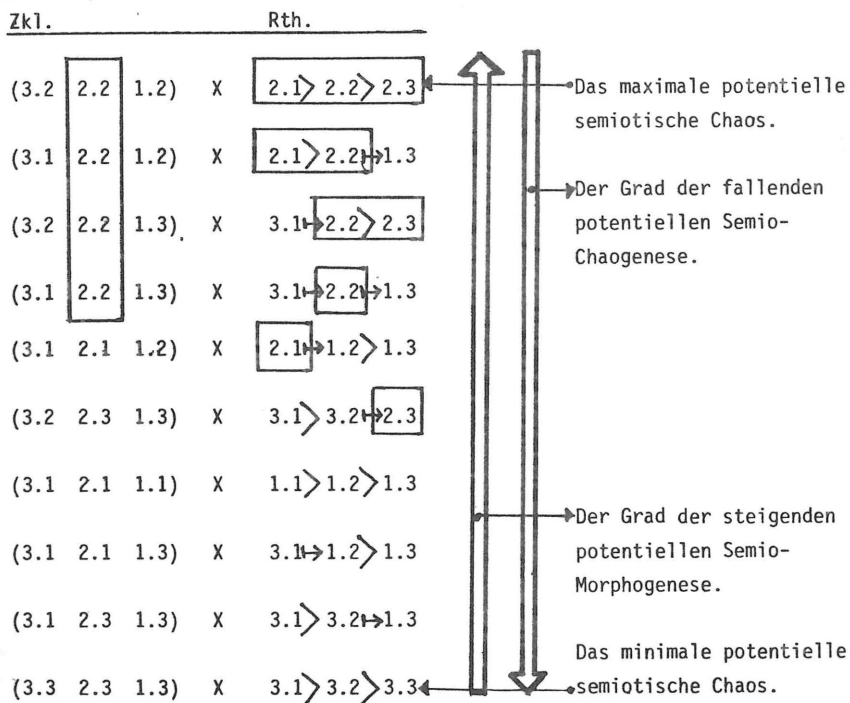 Zkl. Rth.
(3.2 2.2 1.2) X 2.1> 2.2> 2.3 Das maximale potentielle
semiotische Chaos.
(3.1 2.2 1.2) X 2.1> 2.2↦1.3
Der Grad der fallenden
(3.2 2.2 1.3). X 3.1↦2.2> 2.3 potentiellen Semio-
Chaogenese.
(3.1 2.2 1.3) X 3.1↦2.2↦1.3
(3.1 2.1 1.2) X 2.1↦1.2> 1.3
(3.2 2.3 1.3) X 3.1> 3.2↦2.3
(3.1 2.1 1.1) X 1.1> 1.2> 1.3
Der Grad der steigenden
(3.1 2.1 1.3) X 3.1↦1.2> 1.3 potentiellen Semio-
Morphogenese.
(3.1 2.3 1.3) X 3.1> 3.2↦1.3
Das minimale potentielle
(3.3 2.3 1.3) X 3.1> 3.2> 3.3 semiotische Chaos.